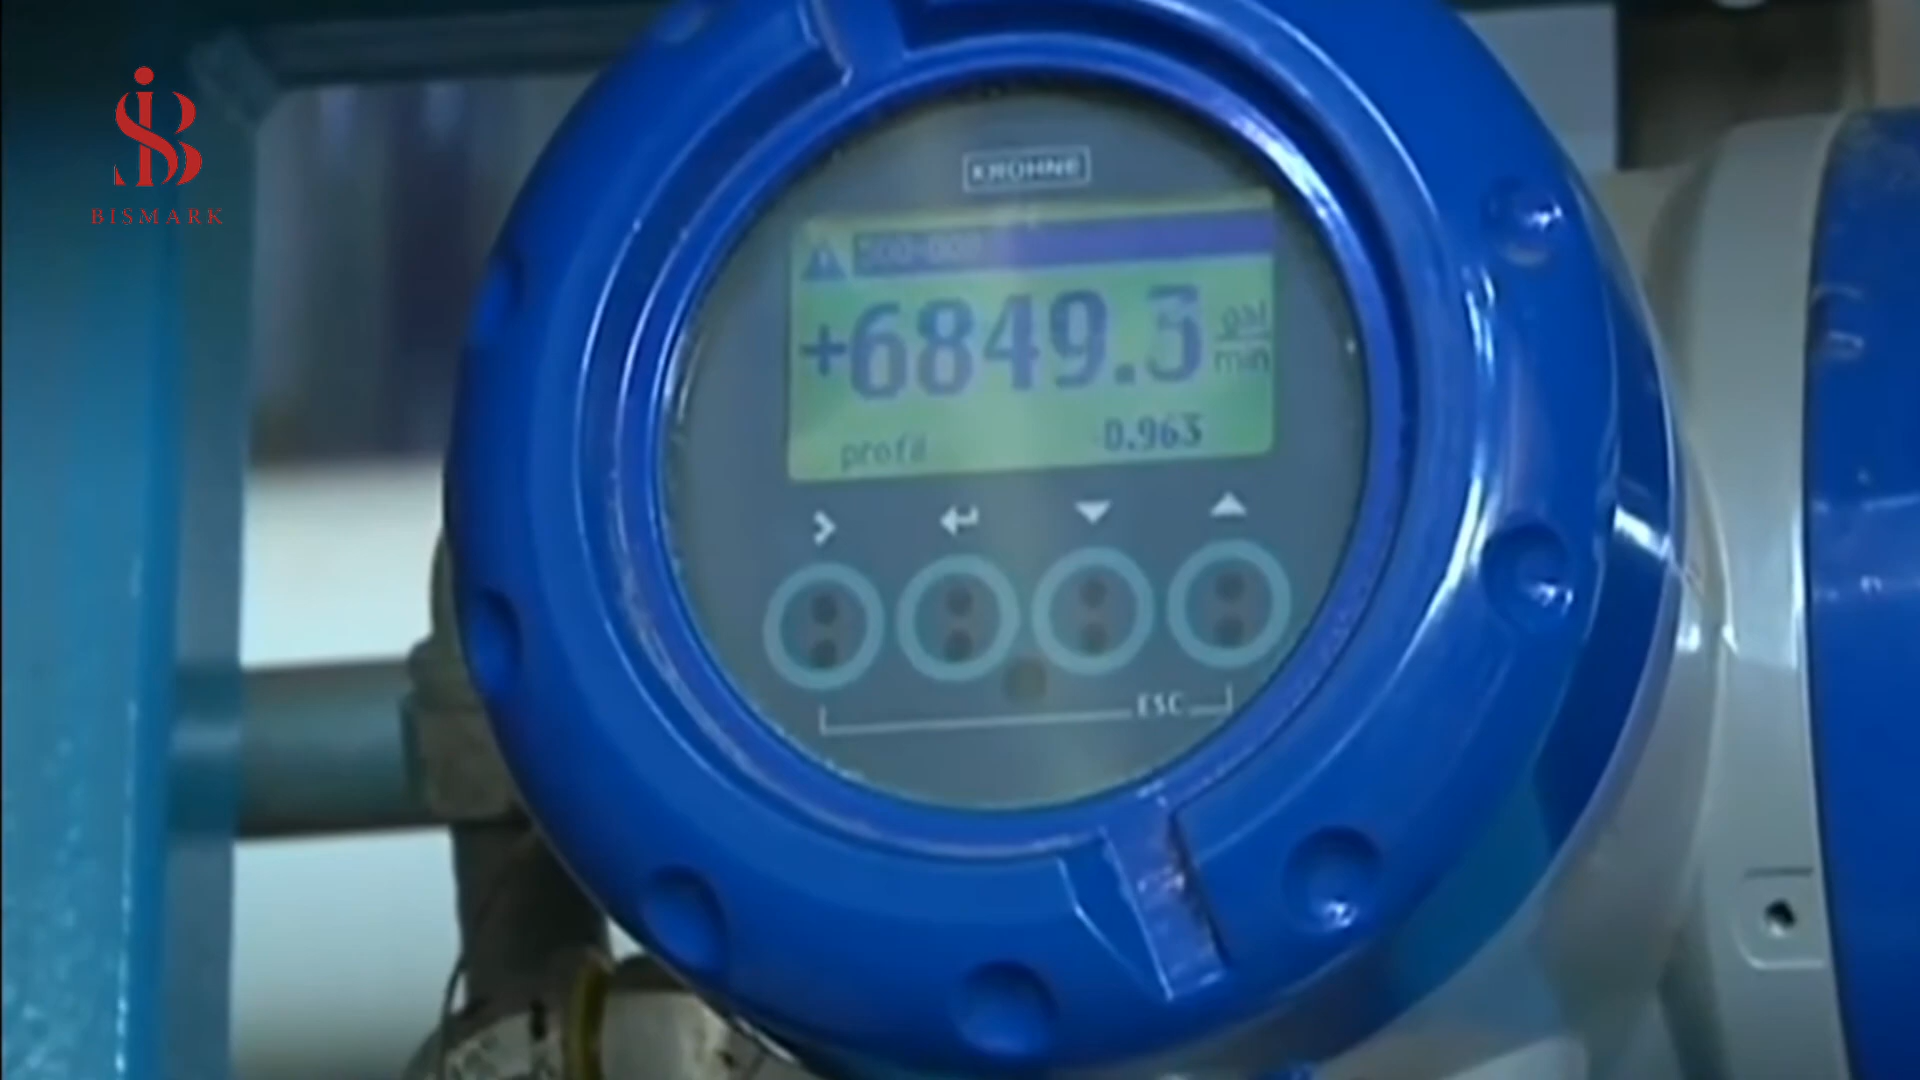 BISMARK
KROHNE
+6849.3 gal
min
profil
-0.963
ESC